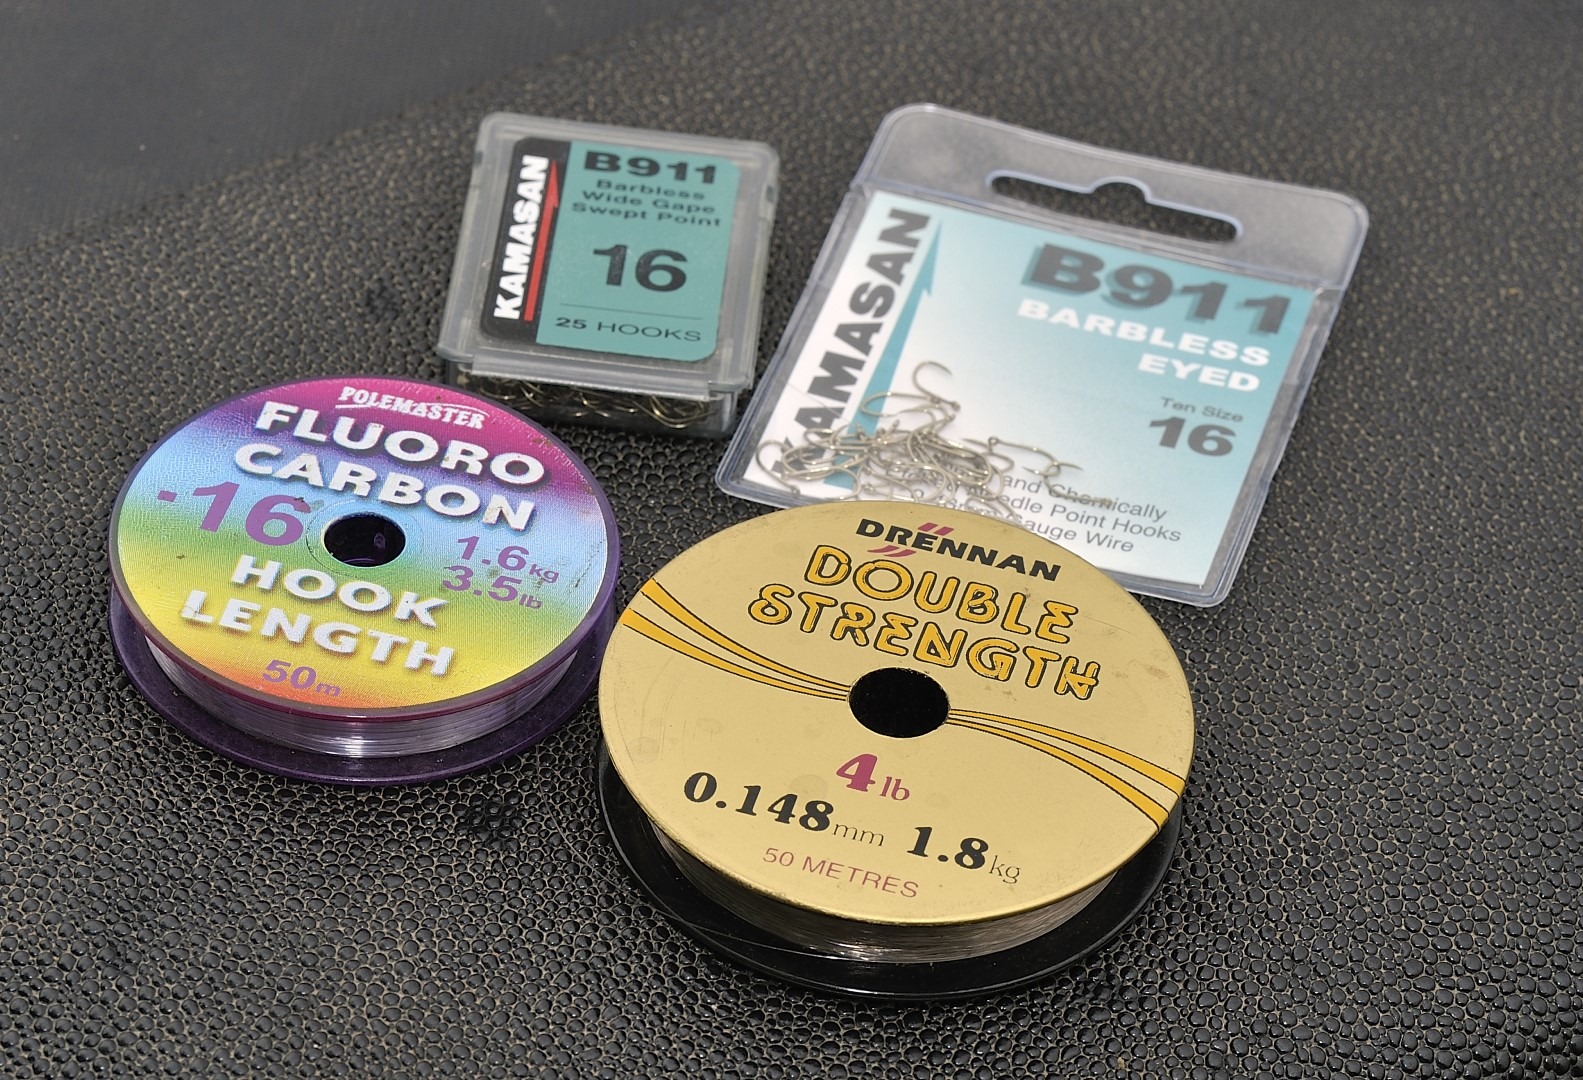 KAMASAN
B911
Barbless
Wide Gape
Swept Point
16
25 HOOKS
KAMASAN
B911
BARBLESS
EYED
Ten Size
16
and Chemically
Needle Point Hooks
Gauge Wire
POLEMASTER
FLUORO
CARBON
·16
1.6kg
3.5lb
HOOK
LENGTH
50m
DRENNAN
DOUBLE
STRENGTH
4lb
0.148mm 1.8kg
50 METRES